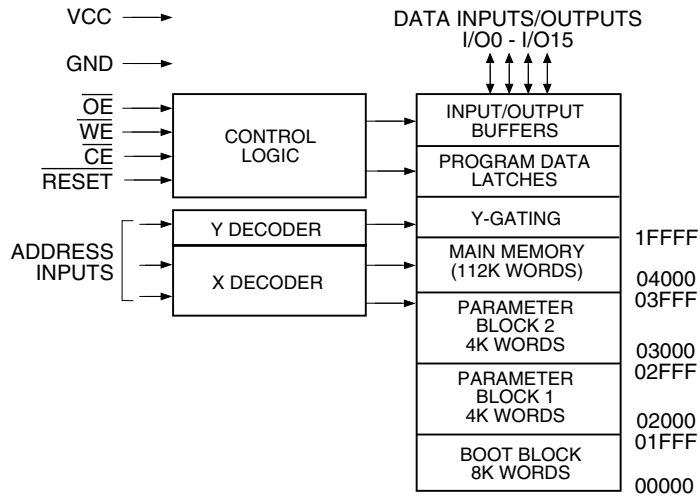 VCC
GND
OE
WE
CE
RESET
CONTROL
LOGIC
ADDRESS
INPUTS
Y DECODER
X DECODER
DATA INPUTS/OUTPUTS
I/O0 - I/O15
INPUT/OUTPUT
BUFFERS
PROGRAM DATA
LATCHES
Y-GATING
MAIN MEMORY
(112K WORDS)
PARAMETER
BLOCK 2
4K WORDS
PARAMETER
BLOCK 1
4K WORDS
BOOT BLOCK
8K WORDS
1FFFF
04000
03FFF
03000
02FFF
02000
01FFF
00000